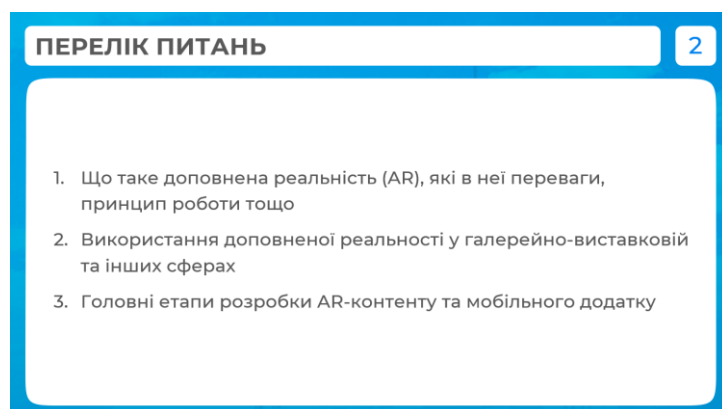 ПЕРЕЛІК ПИТАНЬ
2
1. Що таке доповнена реальність (AR), які в неї переваги,
принцип роботи тощо
2. Використання доповненої реальності у галерейно-виставковій
та інших сферах
3. Головні етапи розробки AR-контенту та мобільного додатку